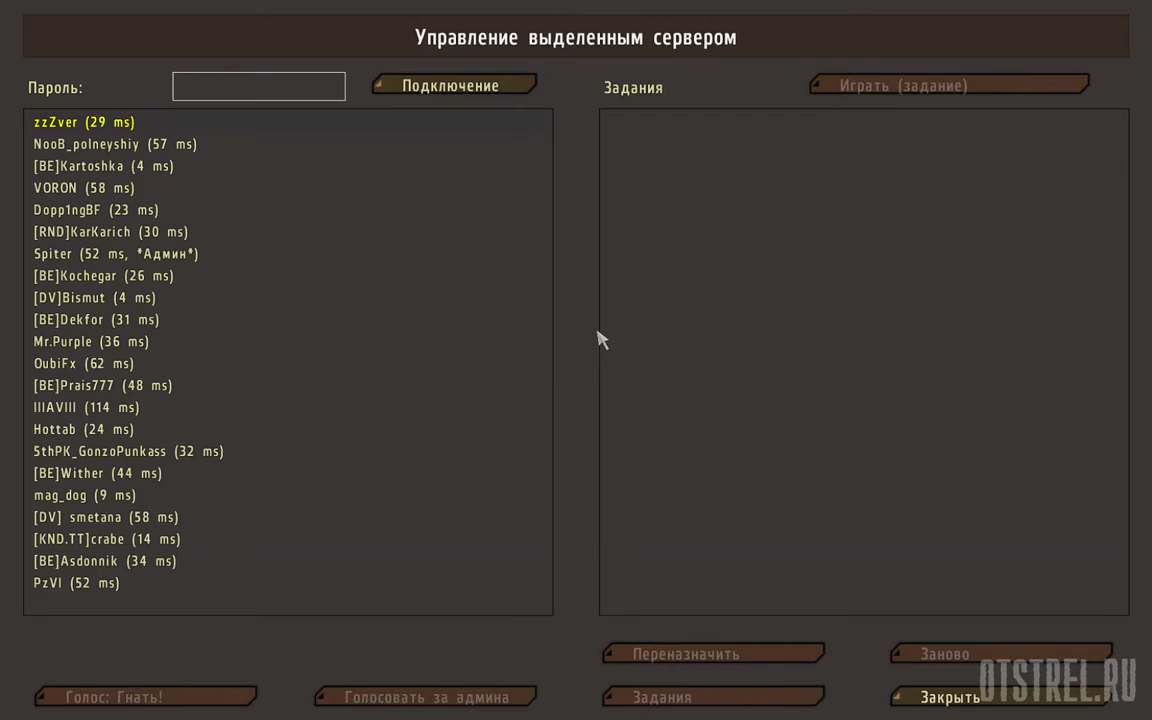 Управление выделенным сервером
Пароль:
Подключение
Задания
Играть (задание)
zzZver (29 ms)
NooB_polneyshiy (57 ms)
[BE]Kartoshka (4 ms)
VORON (58 ms)
Dopp1ngBF (23 ms)
[RND]KarKarich (30 ms)
Spiter (52 ms, *Админ*)
[BE]Kochegar (26 ms)
[DV]Bismut (4 ms)
[BE]Dekfor (31 ms)
Mr.Purple (36 ms)
OubiFx (62 ms)
[BE]Prais777 (48 ms)
IIIAVIII (114 ms)
Hottab (24 ms)
5thPK_GonzoPunkass (32 ms)
[BE]Wither (44 ms)
mag_dog (9 ms)
[DV] smetana (58 ms)
[KND.TT]crabe (14 ms)
[BE]Asdonnik (34 ms)
PzVI (52 ms)
Переназначить
Заново
Голос: Гнать!
Голосовать за админа
Задания
Закрыть
OTSTREL.RU